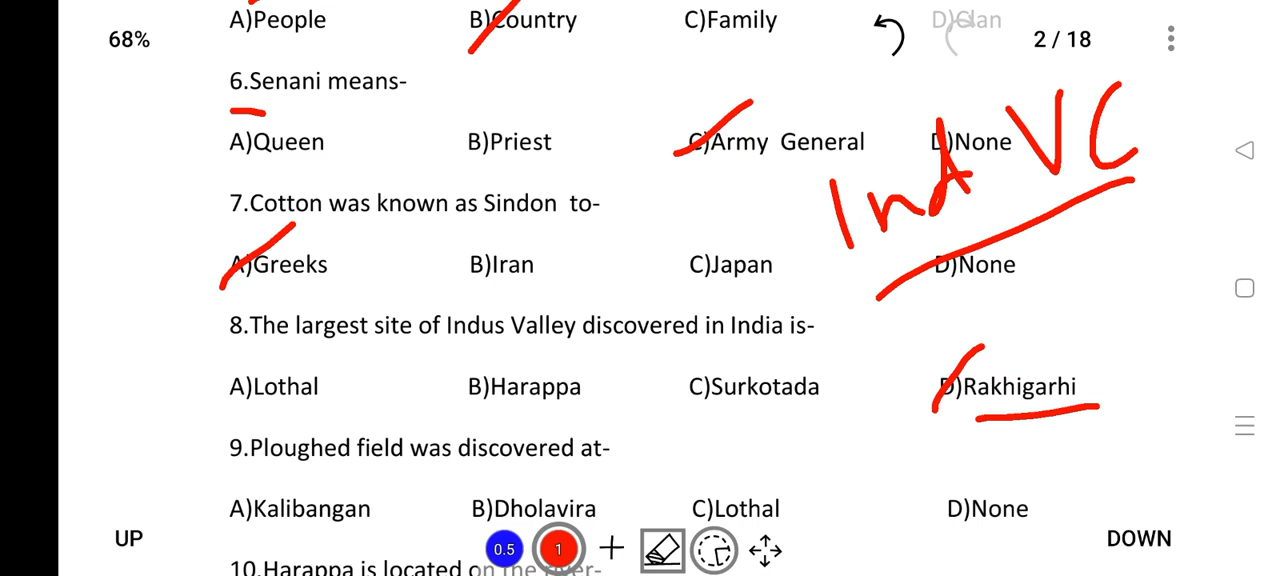 A)People B)Country C)Family D)Clan
68% 2 / 18
6.Senani means-
A)Queen B)Priest C)Army General D)None
Ind VC
7.Cotton was known as Sindon to-
A)Greeks B)Iran C)Japan D)None
8.The largest site of Indus Valley discovered in India is-
A)Lothal B)Harappa C)Surkotada D)Rakhigarhi
9.Ploughed field was discovered at-
A)Kalibangan B)Dholavira C)Lothal D)None
UP 0.5 1 DOWN
10.Harappa is located on the river-